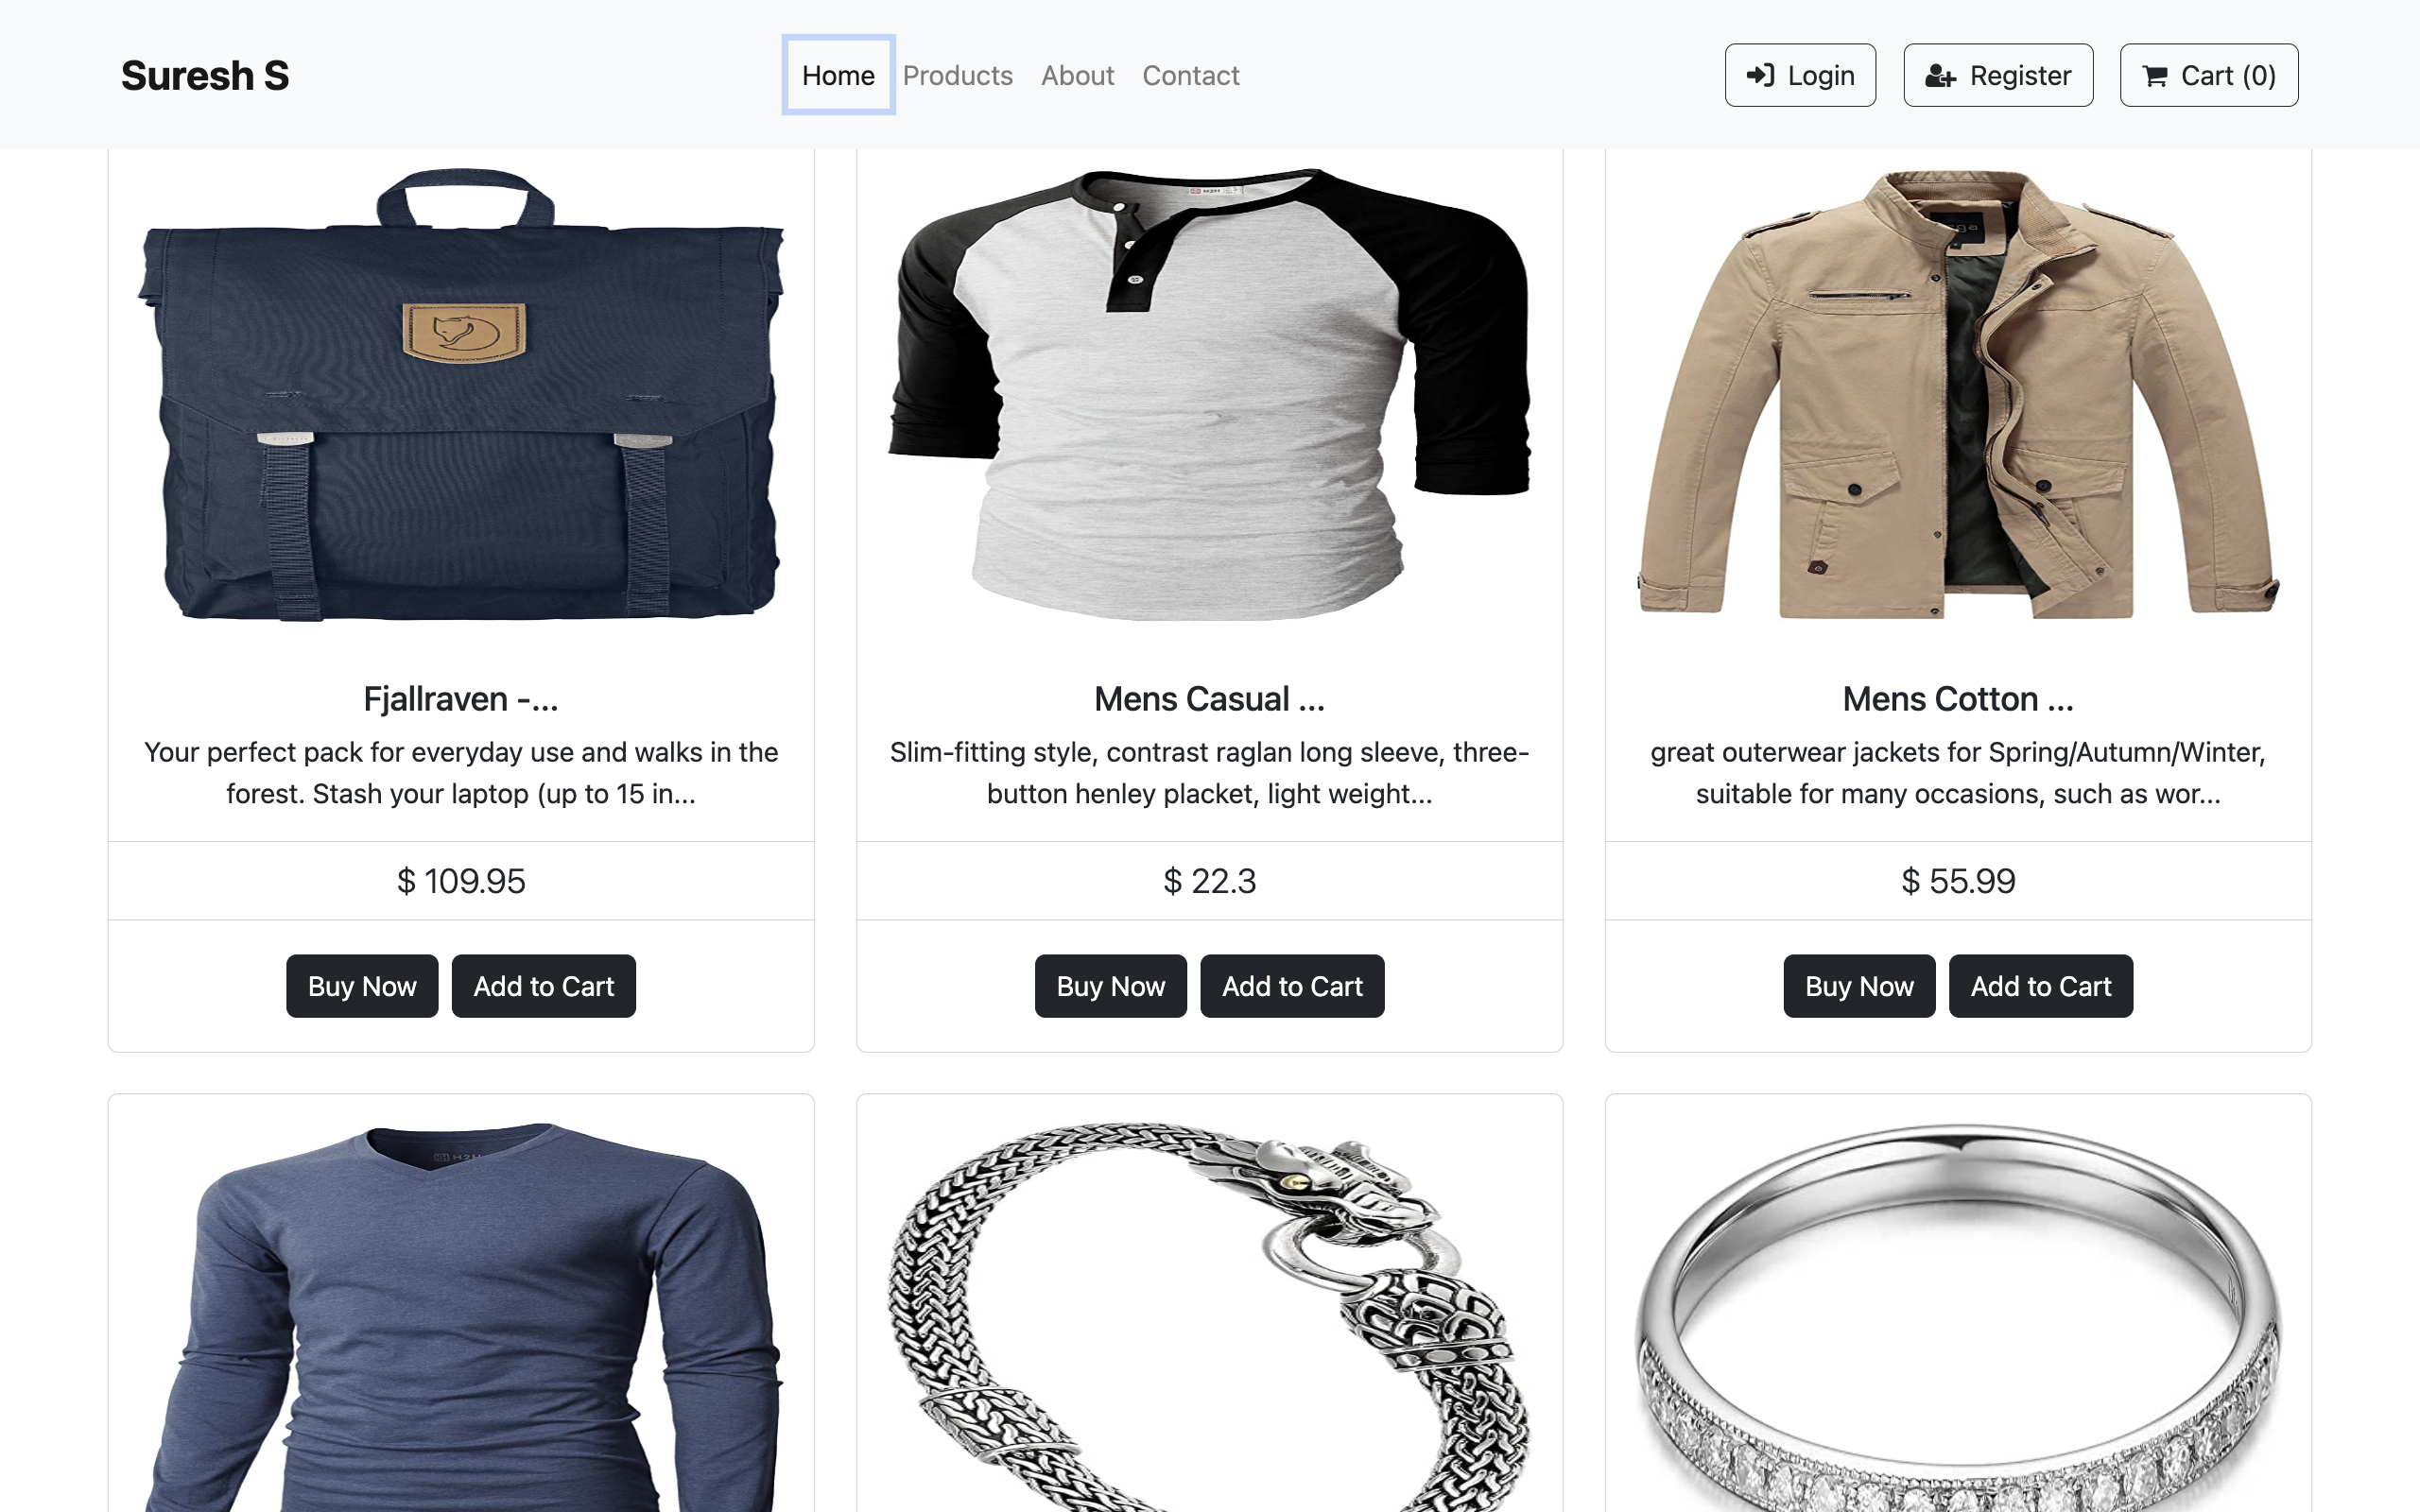 Suresh S
Home
Products
About
Contact
Login
Register
Cart (0)
Fjallraven -...
Your perfect pack for everyday use and walks in the
forest. Stash your laptop (up to 15 in...
$ 109.95
Buy Now
Add to Cart
Mens Casual ...
Slim-fitting style, contrast raglan long sleeve, three-
button henley placket, light weight...
$ 22.3
Buy Now
Add to Cart
Mens Cotton ...
great outerwear jackets for Spring/Autumn/Winter,
suitable for many occasions, such as wor...
$ 55.99
Buy Now
Add to Cart
H2H